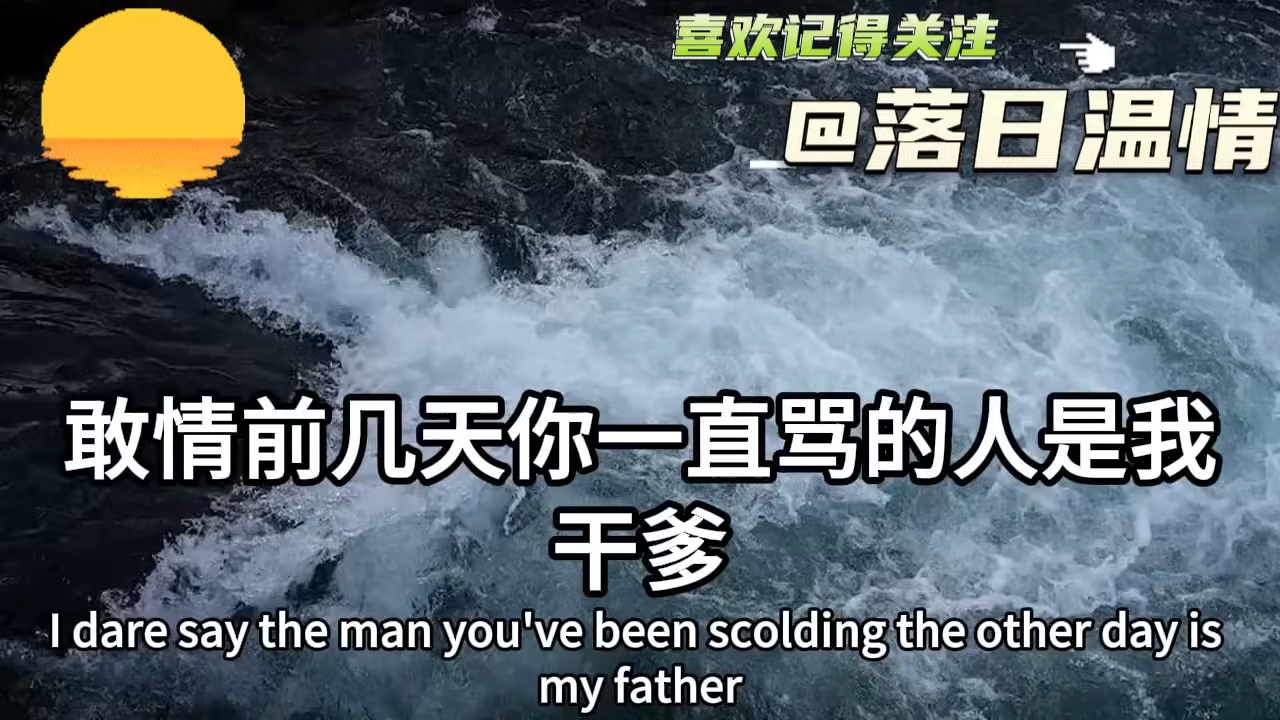 喜欢记得关注
@落日温情
敢情前几天你一直骂的人是我
干爹
I dare say the man you've been scolding the other day is
my father